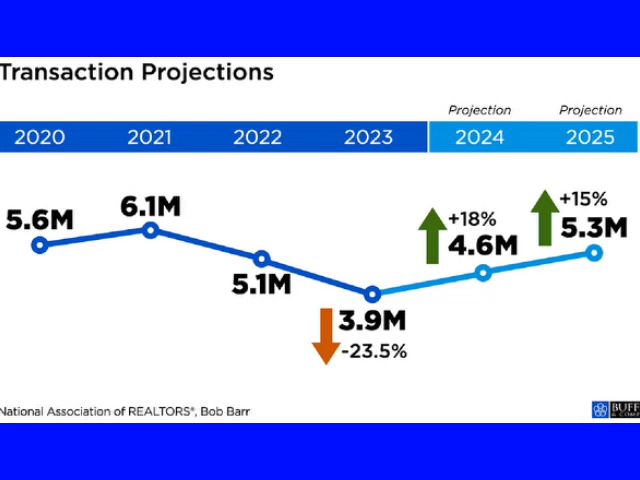 Transaction Projections
Projection Projection
2020 2021 2022 2023 2024 2025
5.6M 6.1M 5.1M 3.9M 4.6M 5.3M
-23.5% +18% +15%
National Association of REALTORS®, Bob Barr
BUFF